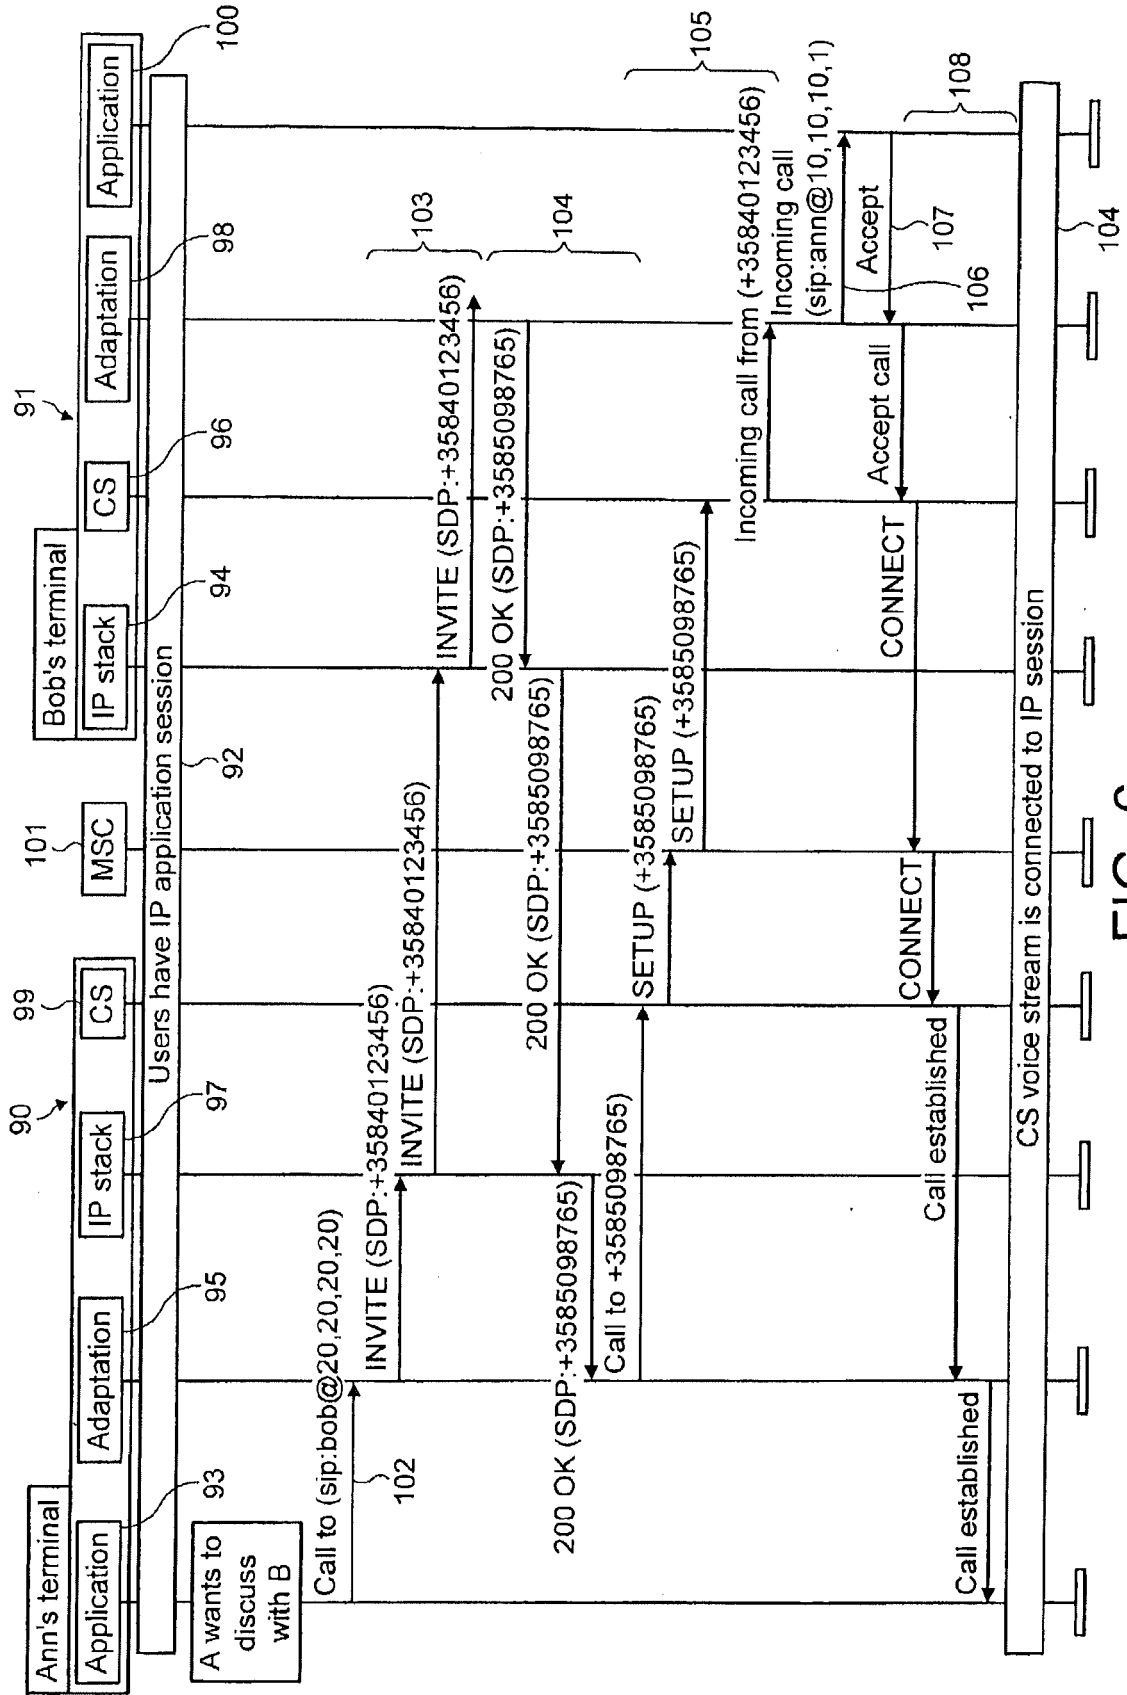 Ann's terminal
Bob's terminal
90
91
Application
93
Adaptation
95
IP stack
97
CS
99
MSC
101
IP stack
94
CS
96
Adaptation
98
Application
100
Users have IP application session
92
A wants to
discuss
with B
Call to (sip:bob@20,20,20,20)
102
INVITE (SDP:+358401123456)
INVITE (SDP:+358401123456)
INVITE (SDP:+358401123456)
103
200 OK (SDP:+3585098765)
200 OK (SDP:+3585098765)
200 OK (SDP:+3585098765)
104
Call to +3585098765)
SETUP (+3585098765)
SETUP (+3585098765)
Incoming call from (+358401123456)
105
Incoming call
(sip:ann@10,10,10,1)
106
Accept
107
Accept call
CONNECT
CONNECT
Call established
Call established
108
CS voice stream is connected to IP session
104